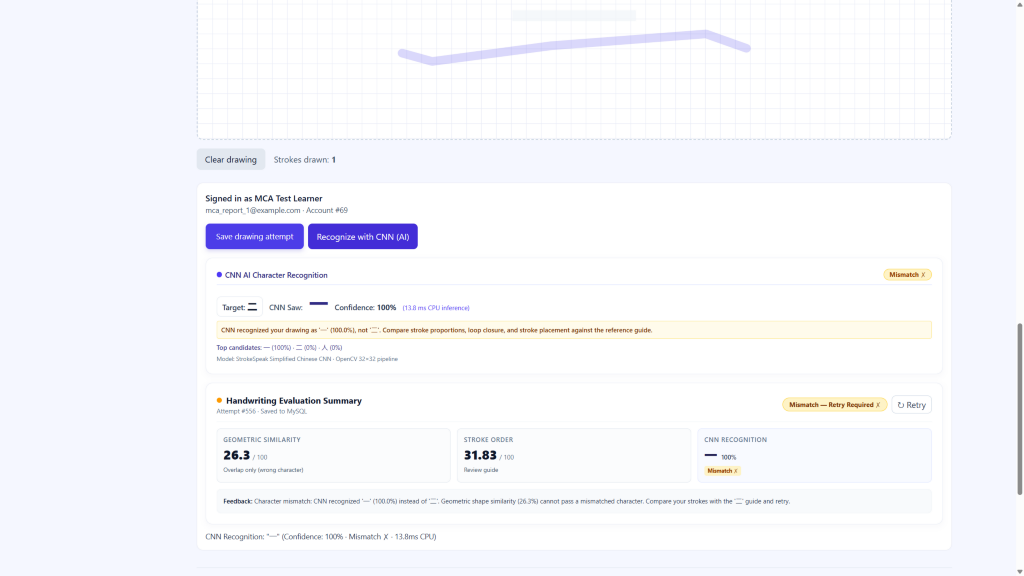 Clear drawing Strokes drawn: 1
Signed in as MCA Test Learner
mca_report_1@example.com · Account #69
Save drawing attempt Recognize with CNN (AI)
CNN AI Character Recognition Mismatch ✗
Target: 二 CNN Saw: 一 Confidence: 100% (13.8 ms CPU inference)
CNN recognized your drawing as '一' (100.0%), not '二'. Compare stroke proportions, loop closure, and stroke placement against the reference guide.
Top candidates: 一 (100%) · 二 (0%) · 人 (0%)
Model: StrokeSpeak Simplified Chinese CNN · OpenCV 32×32 pipeline
Handwriting Evaluation Summary Mismatch — Retry Required ✗ ↻ Retry
Attempt #556 · Saved to MySQL
GEOMETRIC SIMILARITY STROKE ORDER CNN RECOGNITION
26.3 / 100 31.83 / 100 一 100%
Overlap only (wrong character) Review guide Mismatch ✗
Feedback: Character mismatch: CNN recognized '一' (100.0%) instead of '二'. Geometric shape similarity (26.3%) cannot pass a mismatched character. Compare your strokes with the '二' guide and retry.
CNN Recognition: "一" (Confidence: 100% · Mismatch ✗ · 13.8ms CPU)